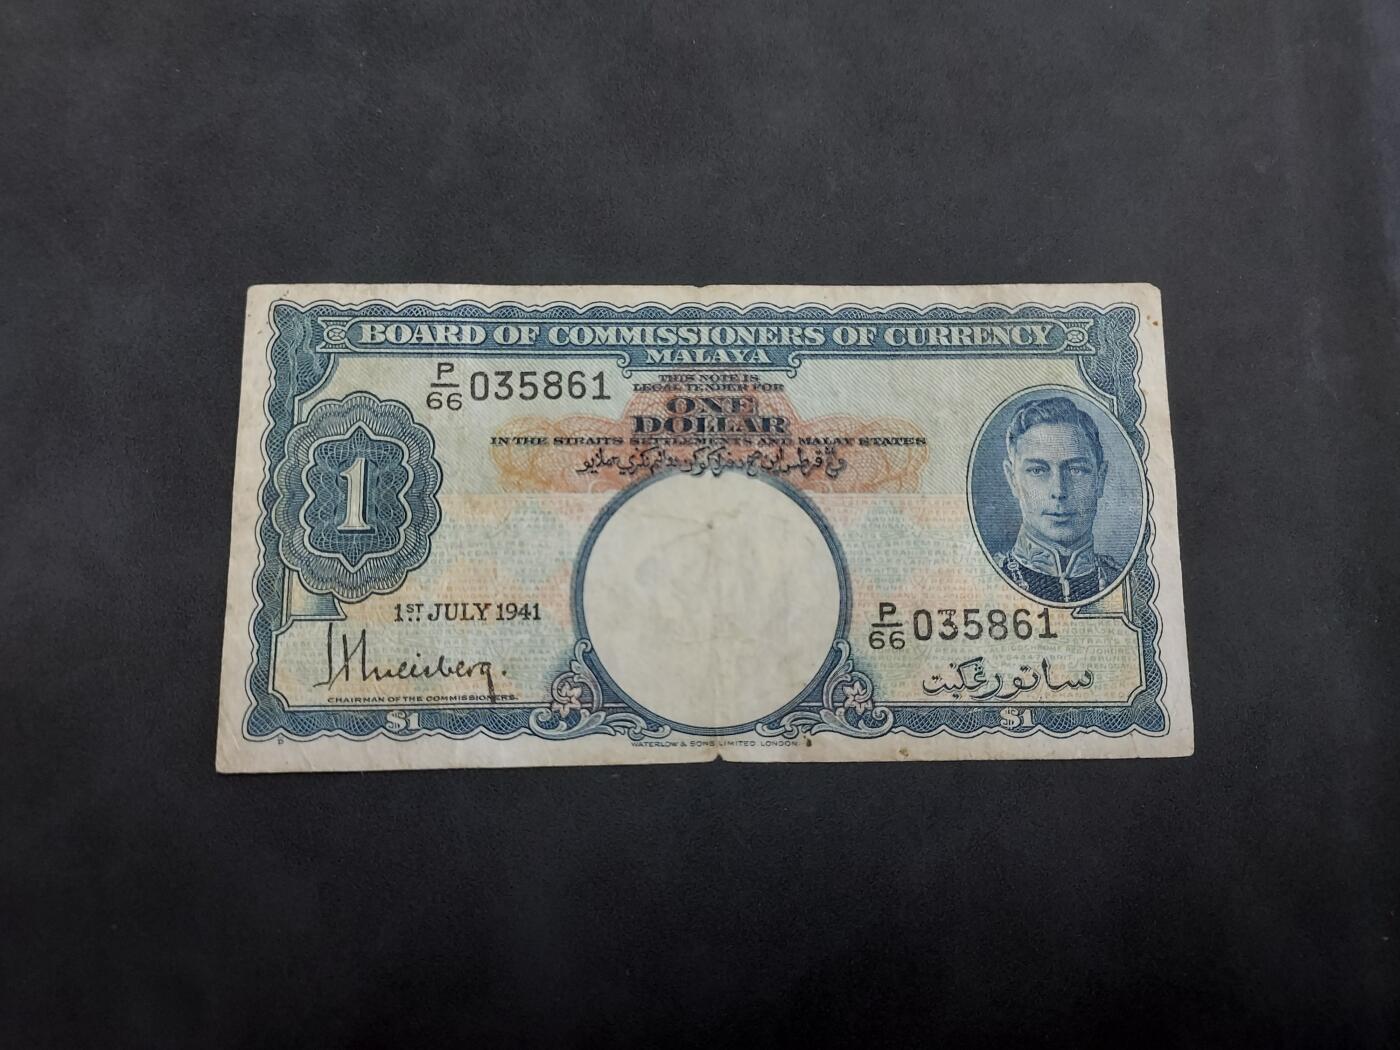 BOARD OF COMMISSIONERS OF CURRENCY
MALAYA
P/66 035861
THIS NOTE IS
LEGAL TENDER FOR
ONE
DOLLAR
IN THE STRAITS SETTLEMENTS AND MALAY STATES
1
1ST JULY 1941
P/66 035861
CHAIRMAN OF THE COMMISSIONERS.
ساتو رڠݢيت
$1
$1
WATERLOW & SONS LIMITED. LONDON.